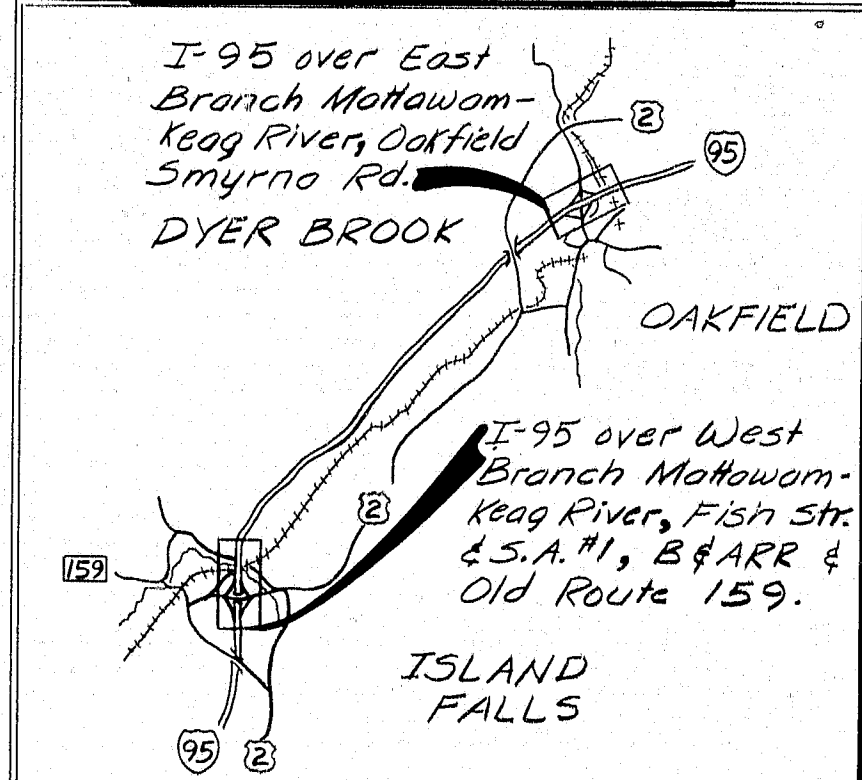 I-95 over East
Branch Mattawam-
keag River, Oakfield
Smyrna Rd.
2
95
DYER BROOK
OAKFIELD
I-95 over West
Branch Mattawam-
keag River, Fish Str.
& S.A. #1, B & ARR &
Old Route 159.
2
159
ISLAND
FALLS
95
2